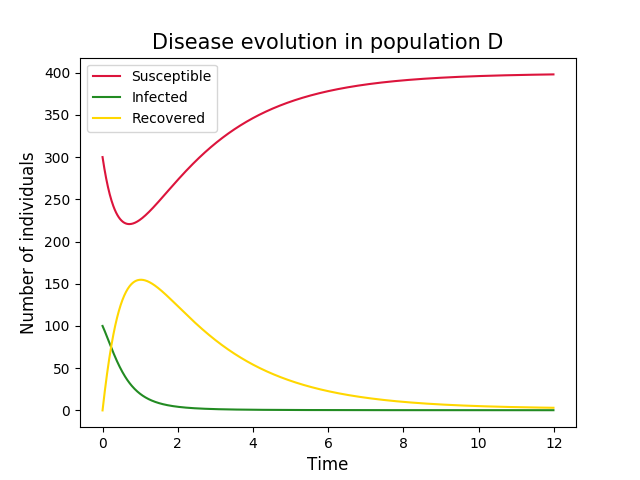 Disease evolution in population D
Susceptible
Infected
Recovered
400
350
300
250
200
150
100
50
0
Number of individuals
0 2 4 6 8 10 12
Time